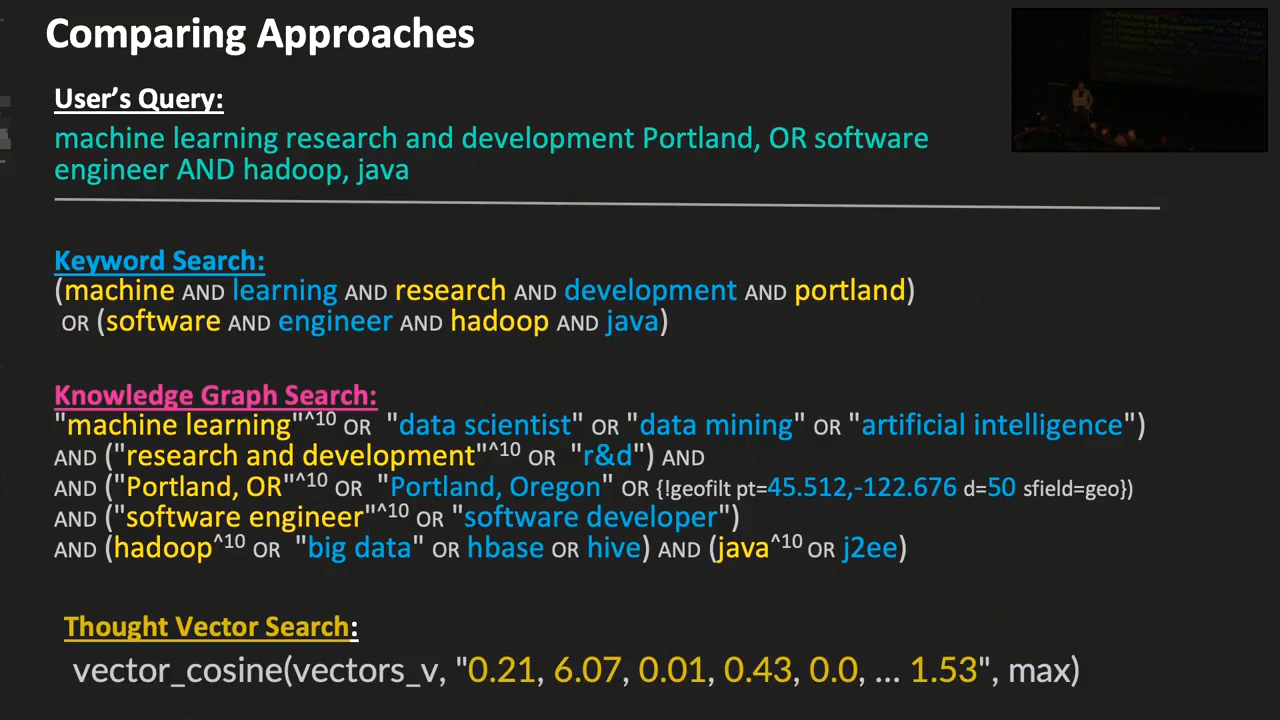 Comparing Approaches
User's Query:
machine learning research and development Portland, OR software
engineer AND hadoop, java
Keyword Search:
(machine AND learning AND research AND development AND portland)
OR (software AND engineer AND hadoop AND java)
Knowledge Graph Search:
"machine learning"^10 OR "data scientist" OR "data mining" OR "artificial intelligence")
AND ("research and development"^10 OR "r&d") AND
AND ("Portland, OR"^10 OR "Portland, Oregon" OR {!geofilt pt=45.512,-122.676 d=50 sfield=geo})
AND ("software engineer"^10 OR "software developer")
AND (hadoop^10 OR "big data" OR hbase OR hive) AND (java^10 OR j2ee)
Thought Vector Search:
vector_cosine(vectors_v, "0.21, 6.07, 0.01, 0.43, 0.0, ... 1.53", max)